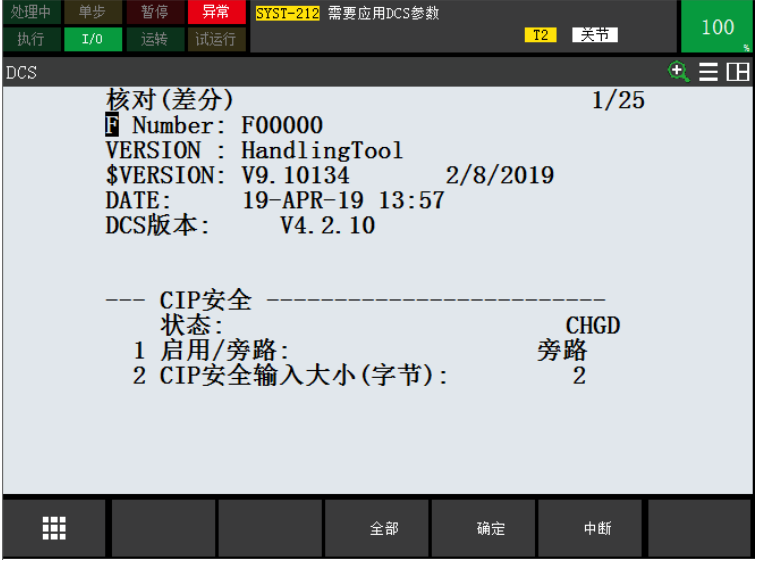 处理中 单步 暂停 异常 SYST-212 需要应用DCS参数
执行 I/O 运转 试运行 T2 关节 100 %
DCS
核对(差分) 1/25
F Number: F00000
VERSION : HandlingTool
$VERSION: V9.10134 2/8/2019
DATE: 19-APR-19 13:57
DCS版本: V4.2.10
--- CIP安全 -------------------------
状态: CHGD
1 启用/旁路: 旁路
2 CIP安全输入大小(字节): 2
全部 确定 中断